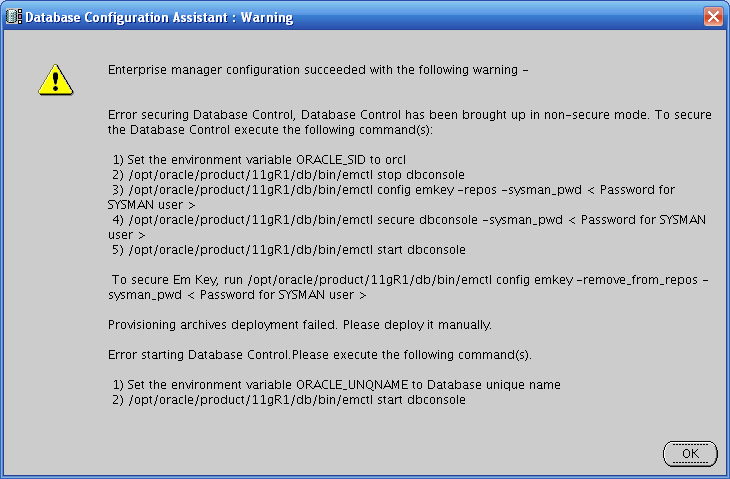 Database Configuration Assistant : Warning
Enterprise manager configuration succeeded with the following warning -
Error securing Database Control, Database Control has been brought up in non-secure mode. To secure
the Database Control execute the following command(s):
1) Set the environment variable ORACLE_SID to orcl
2) /opt/oracle/product/11gR1/db/bin/emctl stop dbconsole
3) /opt/oracle/product/11gR1/db/bin/emctl config emkey -repos -sysman_pwd < Password for
SYSMAN user >
4) /opt/oracle/product/11gR1/db/bin/emctl secure dbconsole -sysman_pwd < Password for SYSMAN
user >
5) /opt/oracle/product/11gR1/db/bin/emctl start dbconsole
To secure Em Key, run /opt/oracle/product/11gR1/db/bin/emctl config emkey -remove_from_repos -
sysman_pwd < Password for SYSMAN user >
Provisioning archives deployment failed. Please deploy it manually.
Error starting Database Control.Please execute the following command(s).
1) Set the environment variable ORACLE_UNQNAME to Database unique name
2) /opt/oracle/product/11gR1/db/bin/emctl start dbconsole
OK